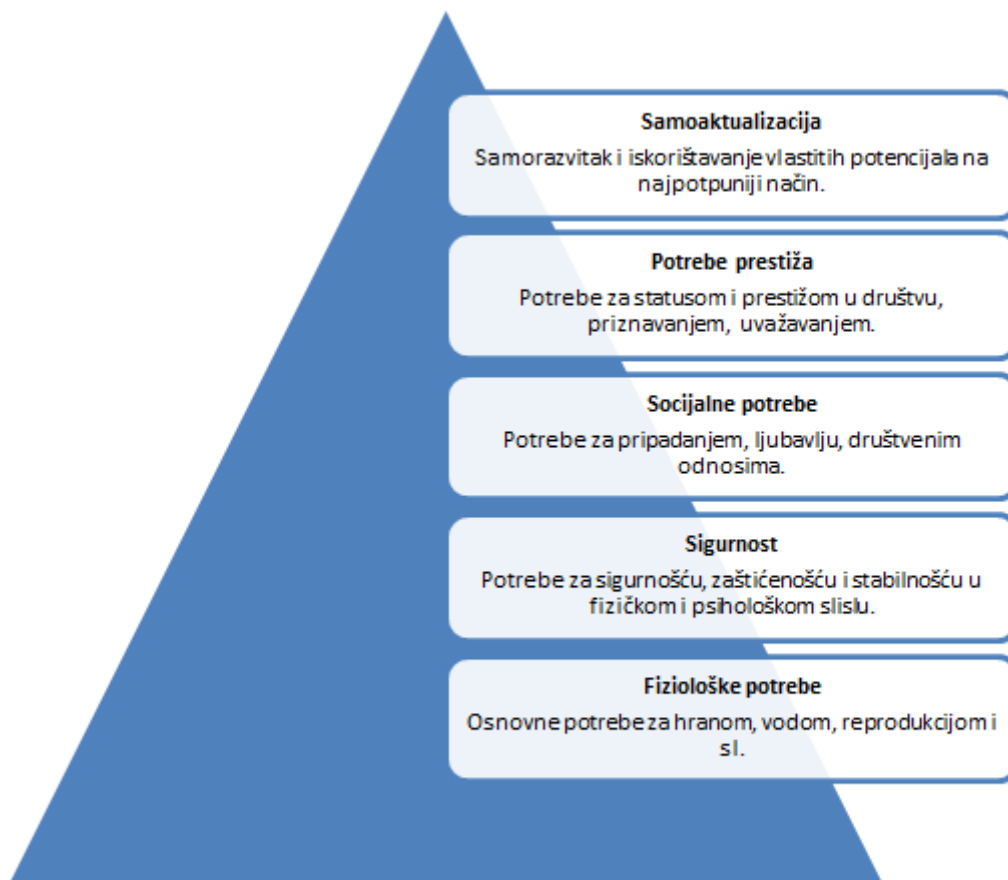 Samoaktualizacija
Samorazvitak i iskorištavanje vlastitih potencijala na
najpotpuniji način.
Potrebe prestiža
Potrebe za statusom i prestižom u društvu,
priznavanjem, uvažavanjem.
Socijalne potrebe
Potrebe za pripadanjem, ljubavlju, društvenim
odnosima.
Sigurnost
Potrebe za sigurnošću, zaštićenošću i stabilnošću u
fizičkom i psihološkom slislu.
Fiziološke potrebe
Osnovne potrebe za hranom, vodom, reprodukcijom i
sl.